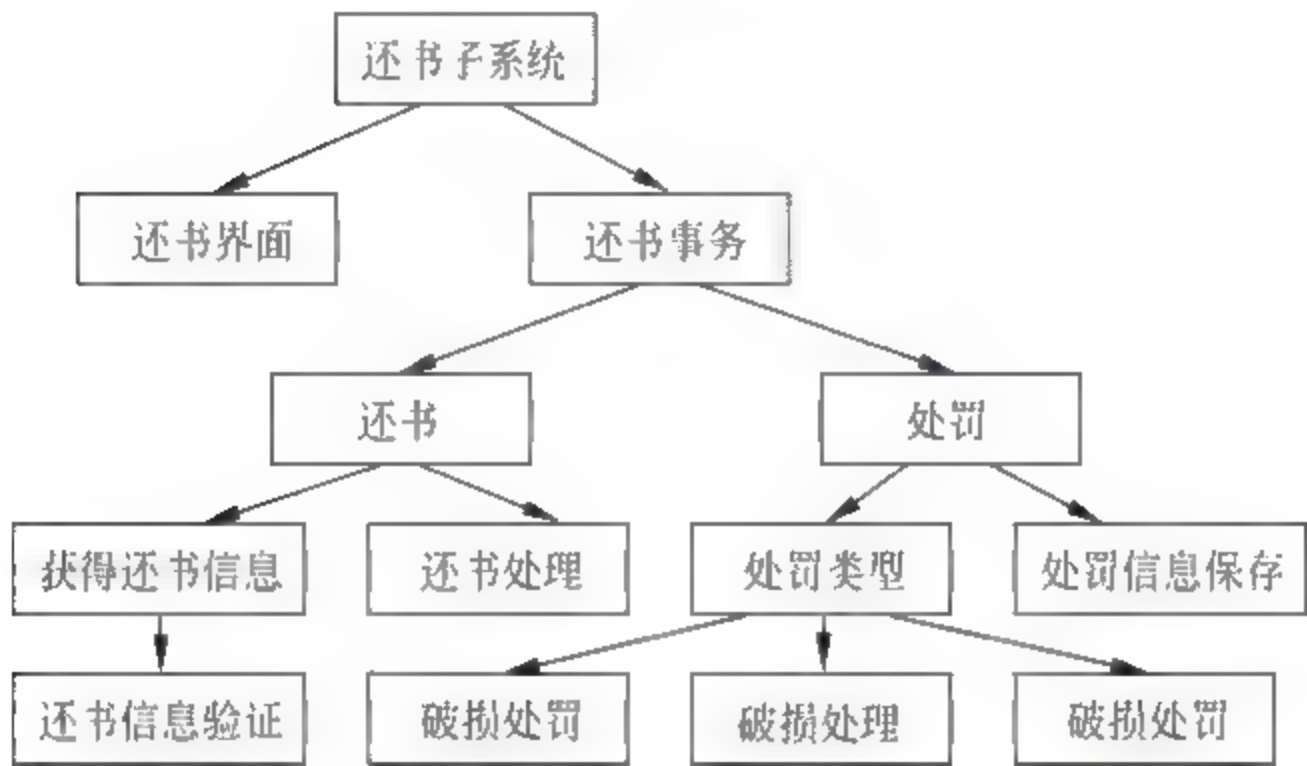 还书子系统
还书界面
还书事务
还书
处罚
获得还书信息
还书处理
处罚类型
处罚信息保存
还书信息验证
破损处罚
破损处理
破损处罚